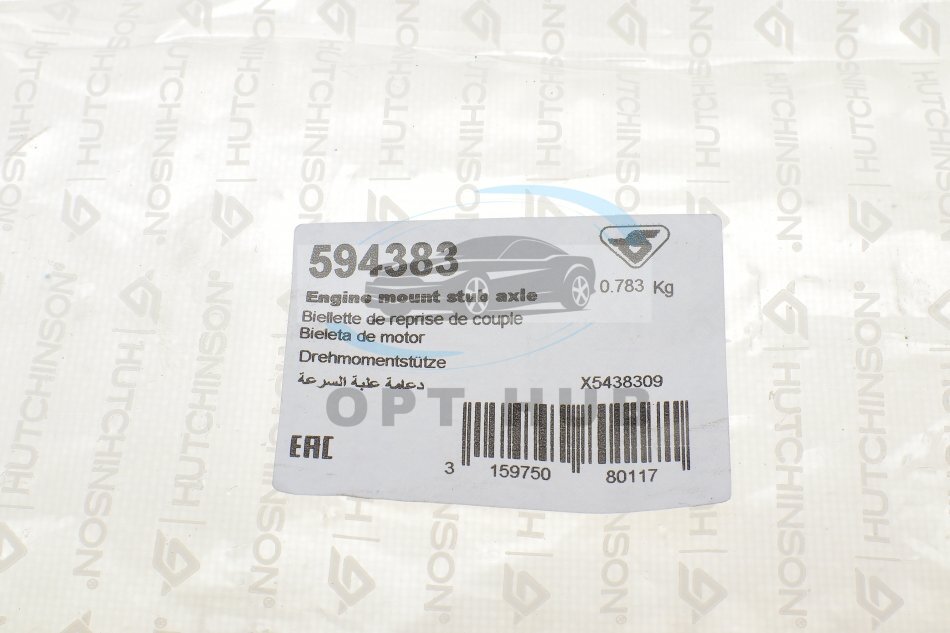 594383
0.783 Kg
Engine mount stub axle
Biellette de reprise de couple
Bieleta de motor
Drehmomentstütze
دعامة علبة السرعة
X5438309
OPT HUB
EAC
3 159750 80117
HUTCHINSON